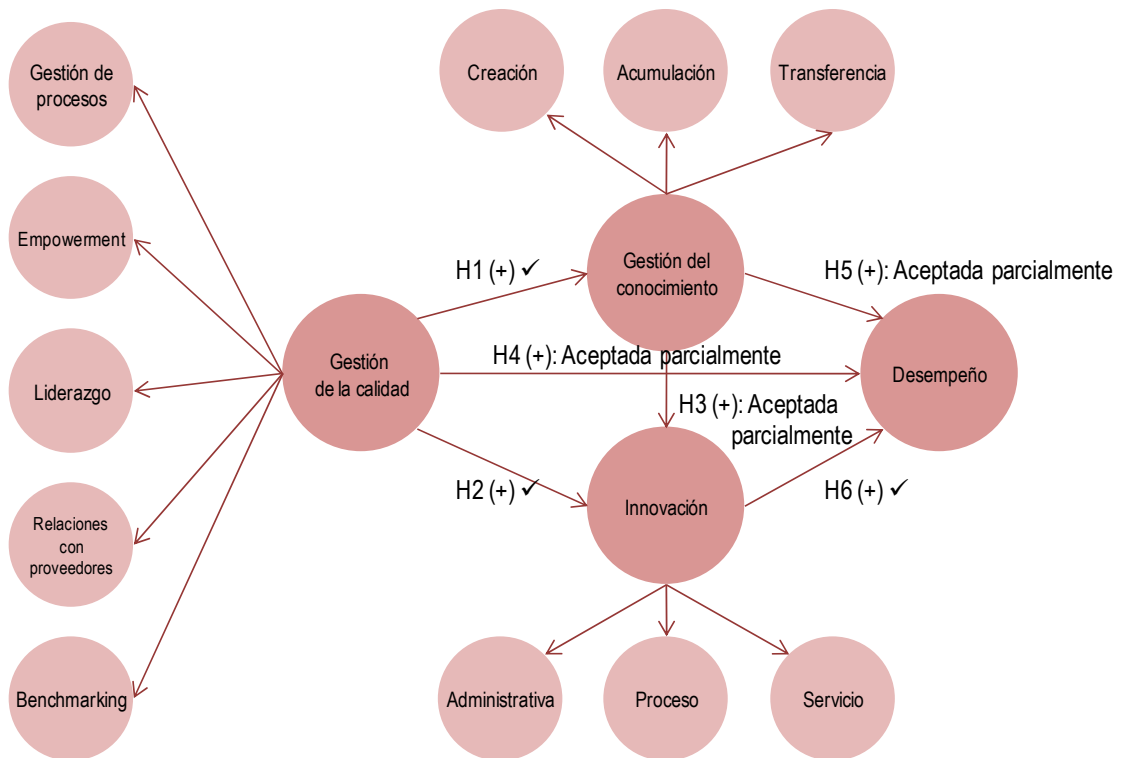 Gestión de
procesos
Creación
Acumulación
Transferencia
Empowerment
H1 (+) ✓
Gestión del
conocimiento
H5 (+): Aceptada parcialmente
Gestión
de la calidad
H4 (+): Aceptada parcialmente
Desempeño
Liderazgo
H3 (+): Aceptada
parcialmente
H2 (+) ✓
Innovación
H6 (+) ✓
Relaciones
con
proveedores
Benchmarking
Administrativa
Proceso
Servicio